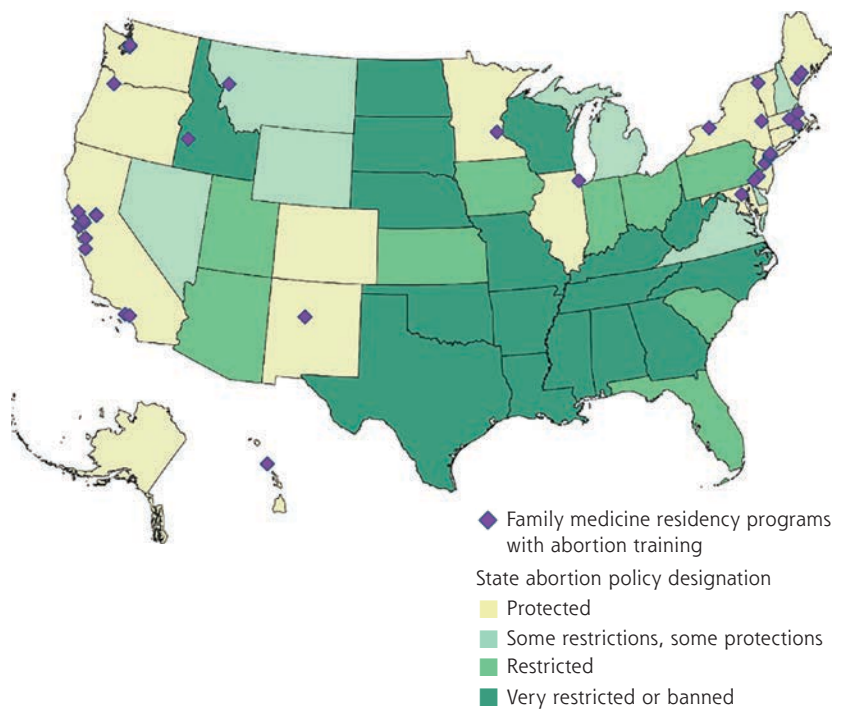 Family medicine residency programs
with abortion training
State abortion policy designation
Protected
Some restrictions, some protections
Restricted
Very restricted or banned